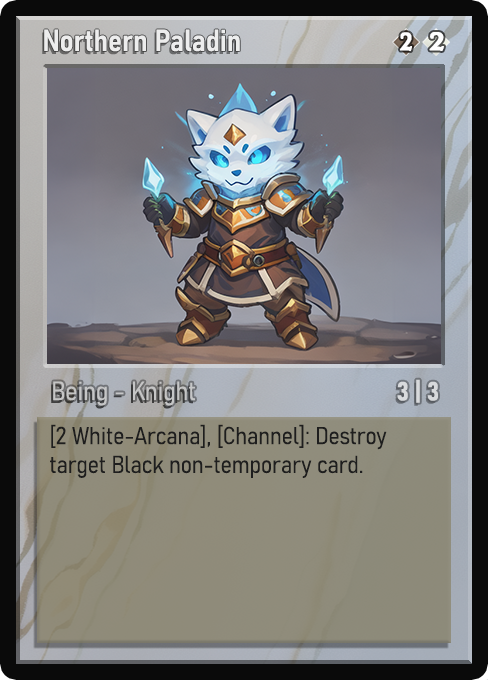 Northern Paladin 2 2
Being - Knight 3|3
[2 White-Arcana], [Channel]: Destroy
target Black non-temporary card.